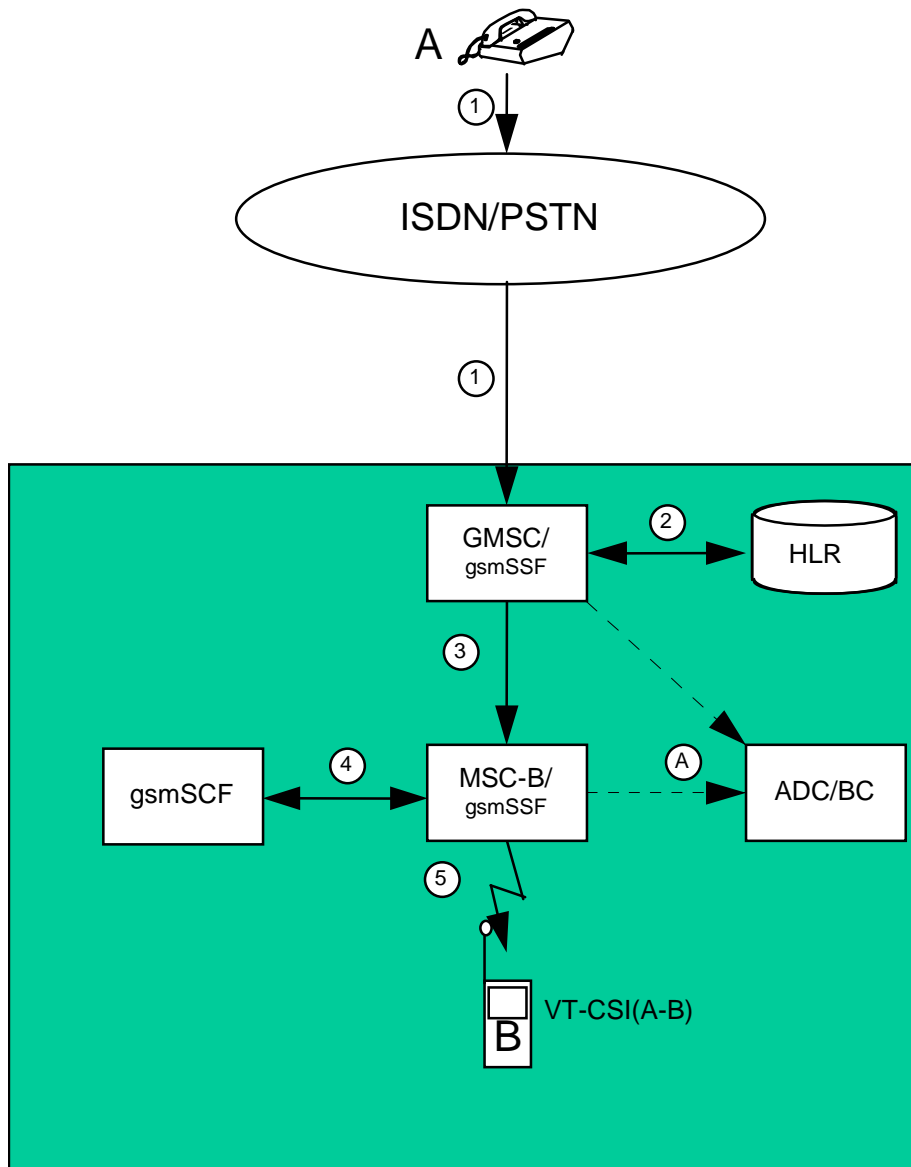 A
1
ISDN/PSTN
1
GMSC/
gsmSSF
2
HLR
3
gsmSCF
4
MSC-B/
gsmSSF
A
ADC/BC
5
B
VT-CSI(A-B)